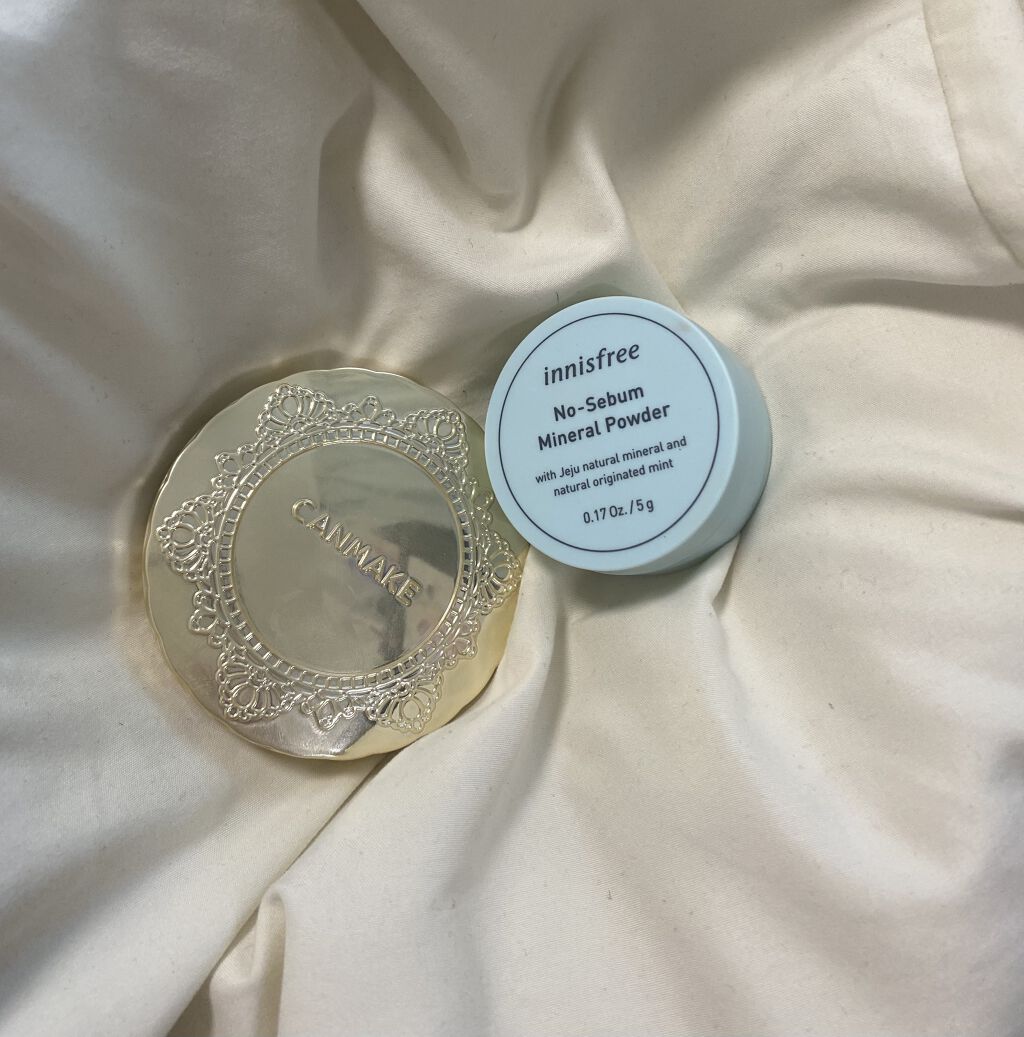 CANMAKE
innisfree
No-Sebum
Mineral Powder
with Jeju natural mineral and
natural originated mint
0.17 Oz. / 5 g